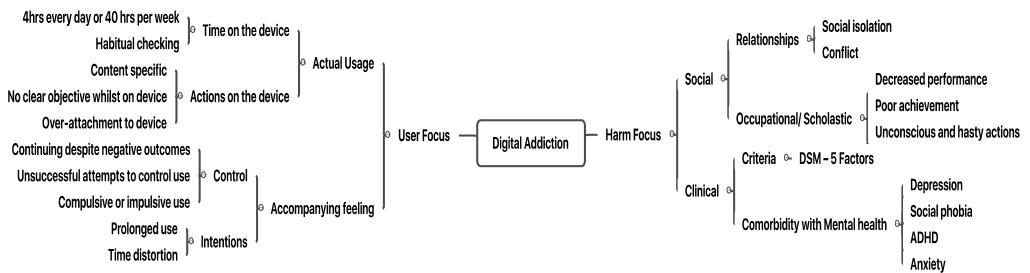 4hrs every day or 40 hrs per week
Habitual checking
Time on the device
Content specific
No clear objective whilst on device
Over-attachment to device
Actions on the device
Actual Usage
Continuing despite negative outcomes
Unsuccessful attempts to control use
Compulsive or impulsive use
Control
Prolonged use
Time distortion
Intentions
Accompanying feeling
User Focus
Digital Addiction
Harm Focus
Social
Relationships
Social isolation
Conflict
Occupational/ Scholastic
Decreased performance
Poor achievement
Unconscious and hasty actions
Clinical
Criteria
DSM – 5 Factors
Comorbidity with Mental health
Depression
Social phobia
ADHD
Anxiety